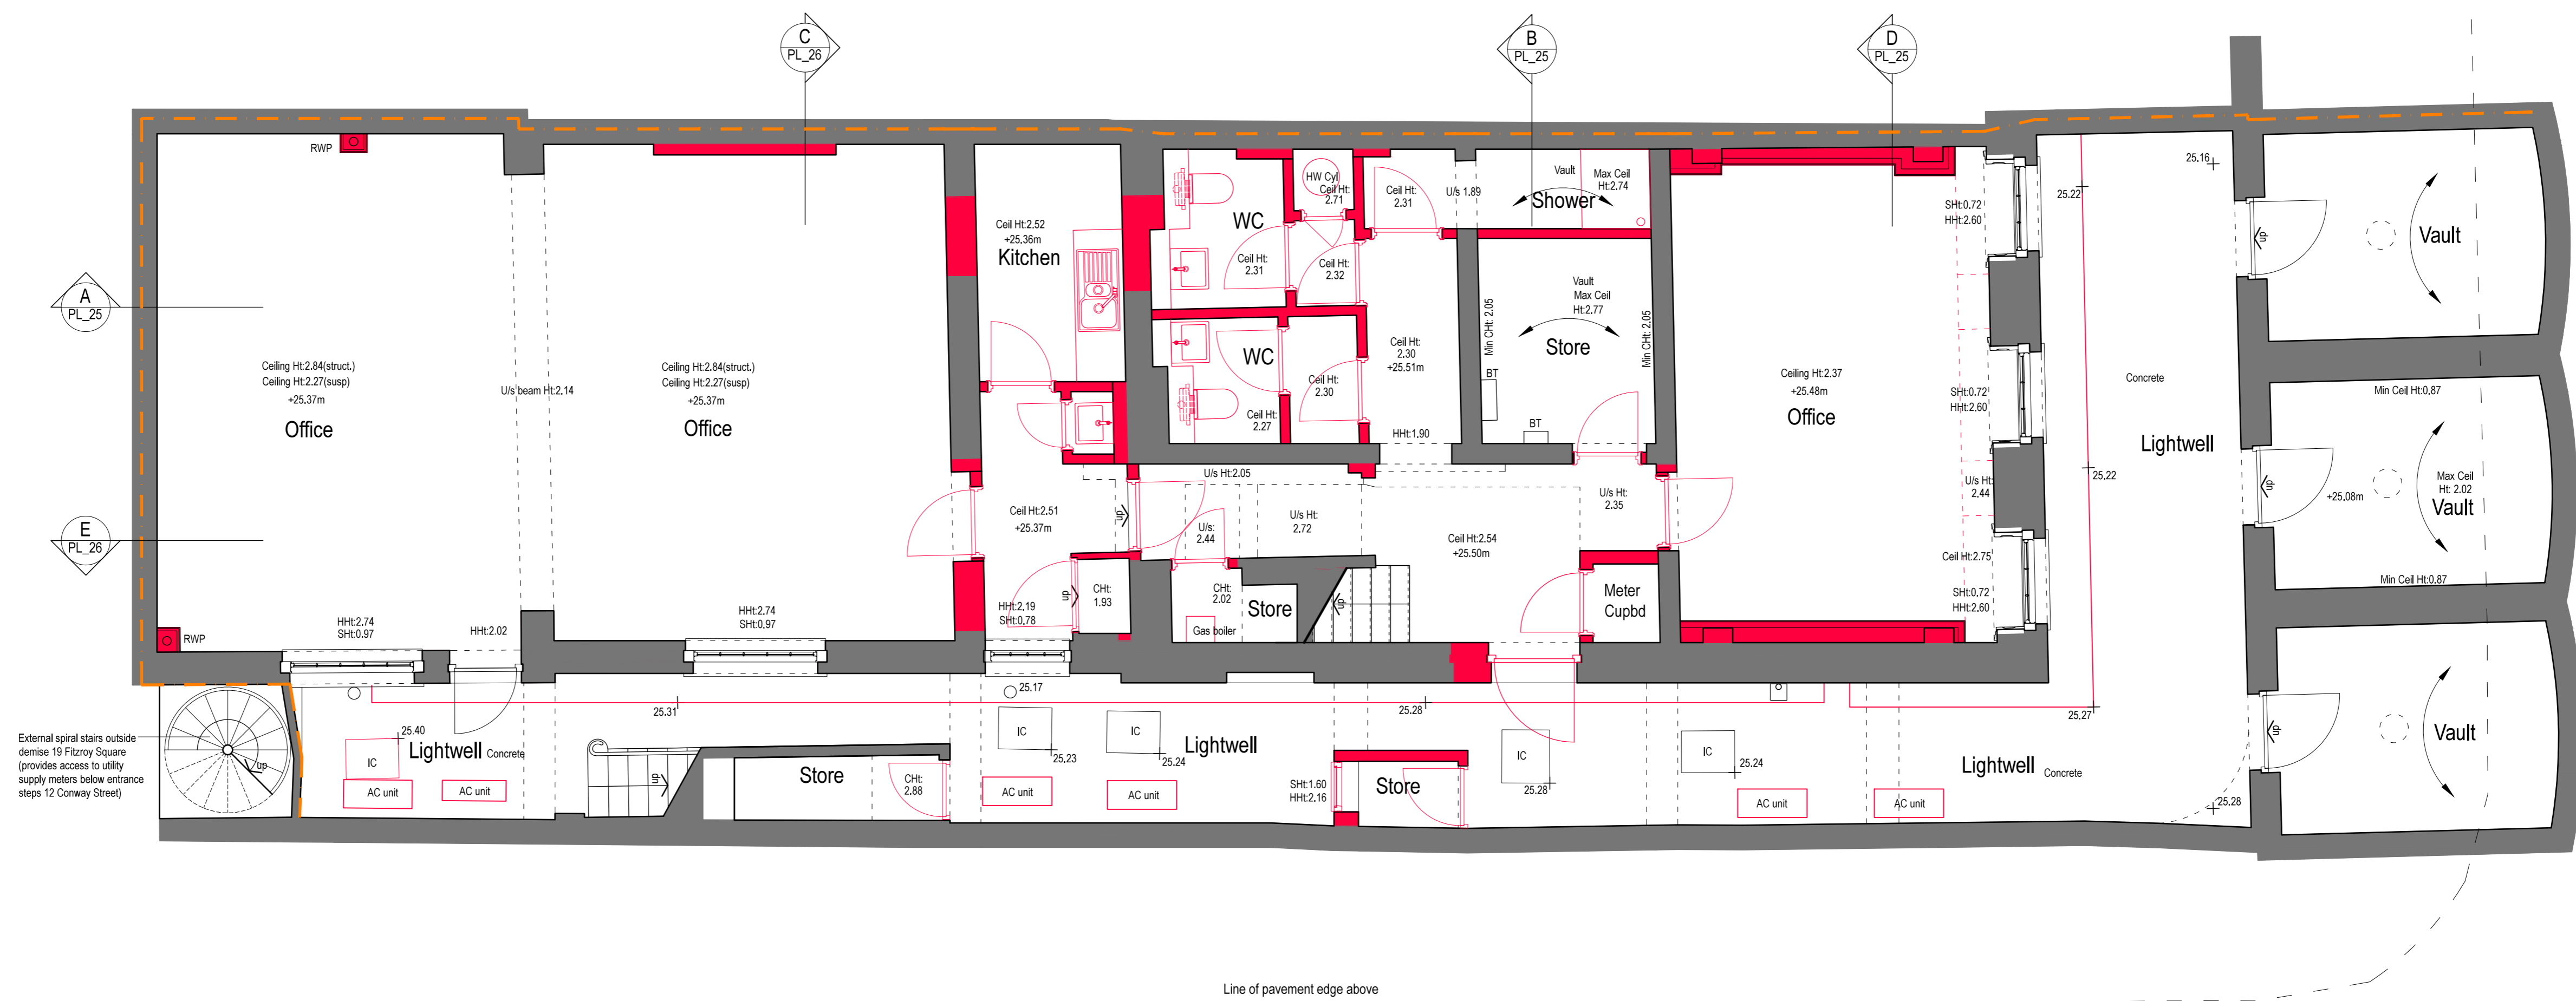 C
PL_26
B
PL_25
D
PL_25
A
PL_25
E
PL_26
RWP
Ceiling Ht:2.84(struct.)
Ceiling Ht:2.27(susp)
+25.37m
Office
U/s beam Ht:2.14
Ceiling Ht:2.84(struct.)
Ceiling Ht:2.27(susp)
+25.37m
Office
RWP
HHt:2.74
SHt:0.97
HHt:2.02
HHt:2.74
SHt:0.97
Ceil Ht:2.52
+25.36m
Kitchen
Ceil Ht:2.51
+25.37m
dn
HHt:2.19
SHt:0.78
up
CHt:
1.93
WC
Ceil Ht:
2.31
HW Cyl
Ceil Ht:
2.71
Ceil Ht:
2.32
Ceil Ht:
2.31
U/s 1.89
Vault
Shower
Max Ceil
Ht:2.74
WC
Ceil Ht:
2.27
Ceil Ht:
2.30
Ceil Ht:
2.30
+25.51m
HHt:1.90
Min CHt: 2.05
BT
BT
Vault
Max Ceil
Ht:2.77
Store
Min CHt: 2.05
U/s Ht:2.05
U/s:
2.44
U/s Ht:
2.72
Ceil Ht:2.54
+25.50m
U/s Ht:
2.35
CHt:
2.02
Store
Gas boiler
up
Meter
Cupbd
Ceiling Ht:2.37
+25.48m
Office
SHt:0.72
HHt:2.60
SHt:0.72
HHt:2.60
U/s Ht:
2.44
Ceil Ht:2.75
SHt:0.72
HHt:2.60
25.22
25.16
Concrete
Lightwell
25.22
25.27
25.28
dn
Vault
dn
+25.08m
Min Ceil Ht:0.87
Max Ceil
Ht: 2.02
Vault
Min Ceil Ht:0.87
dn
Vault
External spiral stairs outside
demise 19 Fitzroy Square
(provides access to utility
supply meters below entrance
steps 12 Conway Street)
up
25.40
IC
Lightwell Concrete
AC unit
AC unit
up
25.31
Store
CHt:
2.88
25.17
IC
25.23
IC
25.24
Lightwell
AC unit
AC unit
SHt:1.60
HHt:2.16
Store
25.28
IC
25.28
IC
25.24
AC unit
AC unit
Lightwell Concrete
Line of pavement edge above